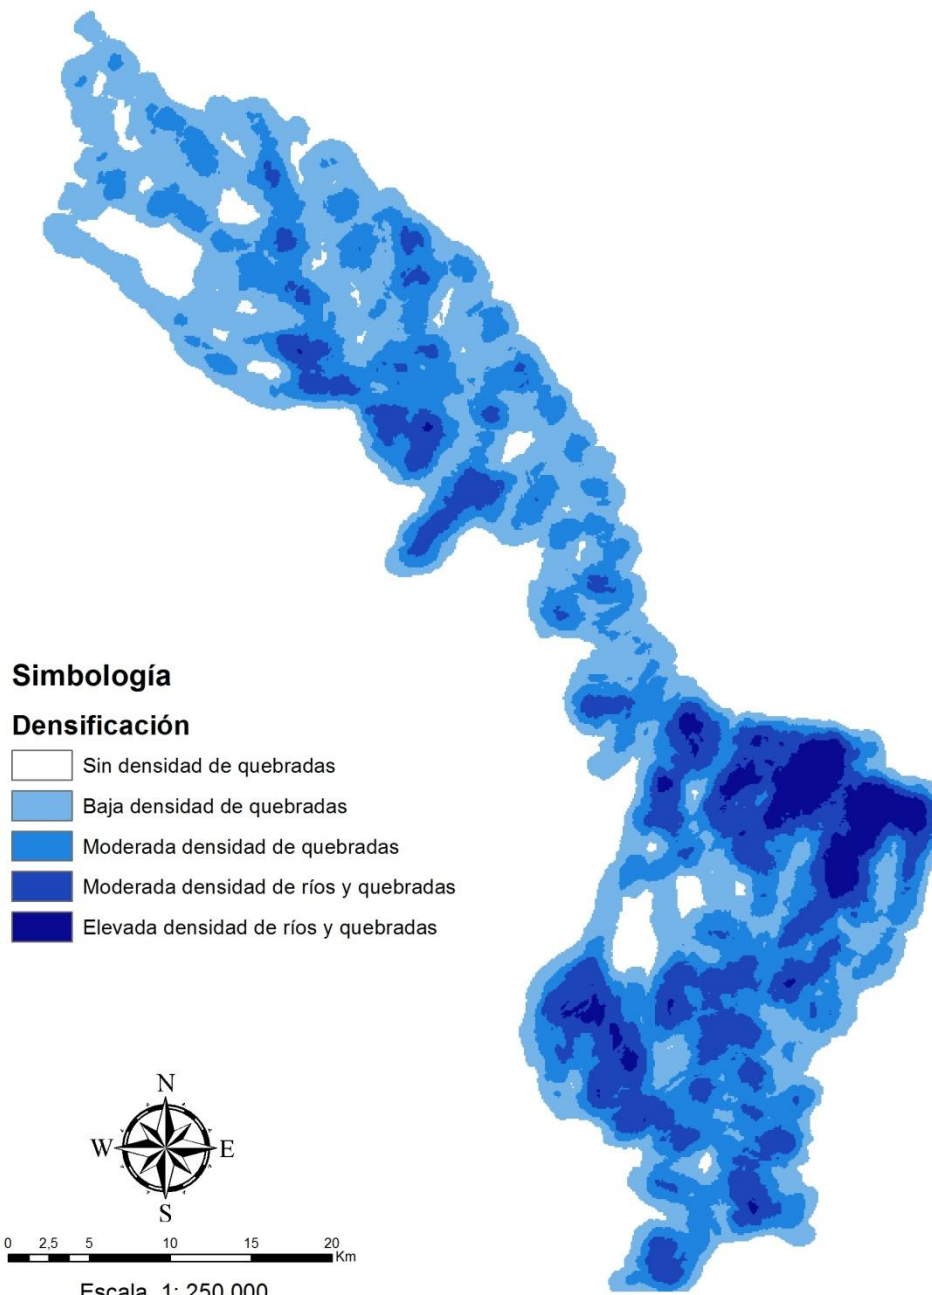 Simbología
Densificación
Sin densidad de quebradas
Baja densidad de quebradas
Moderada densidad de quebradas
Moderada densidad de ríos y quebradas
Elevada densidad de ríos y quebradas
N
W E
S
0 2,5 5 10 15 20
Km
Escala 1: 250.000